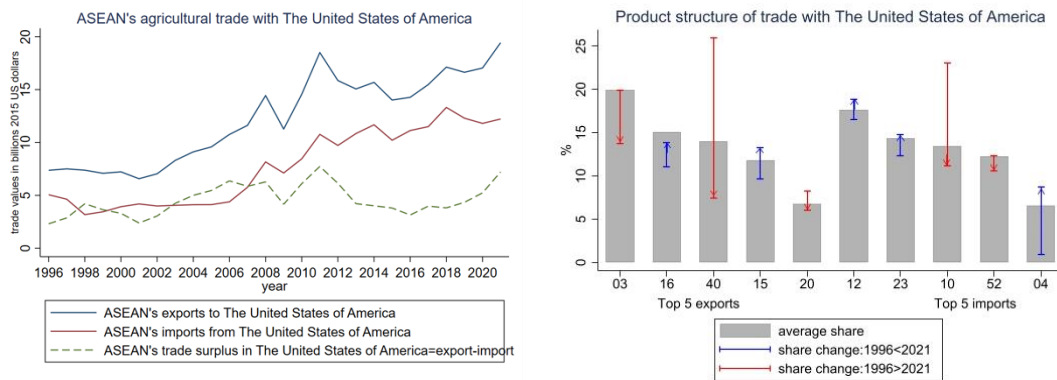 ASEAN's agricultural trade with The United States of America
trade values in billions 2015 US dollars
20
15
10
5
0
1996 1998 2000 2002 2004 2006 2008 2010 2012 2014 2016 2018 2020
year
ASEAN's exports to The United States of America
ASEAN's imports from The United States of America
ASEAN's trade surplus in The United States of America=export-import
Product structure of trade with The United States of America
%
25
20
15
10
5
0
03 16 40 15 20 12 23 10 52 04
Top 5 exports Top 5 imports
average share
share change:1996<2021
share change:1996>2021